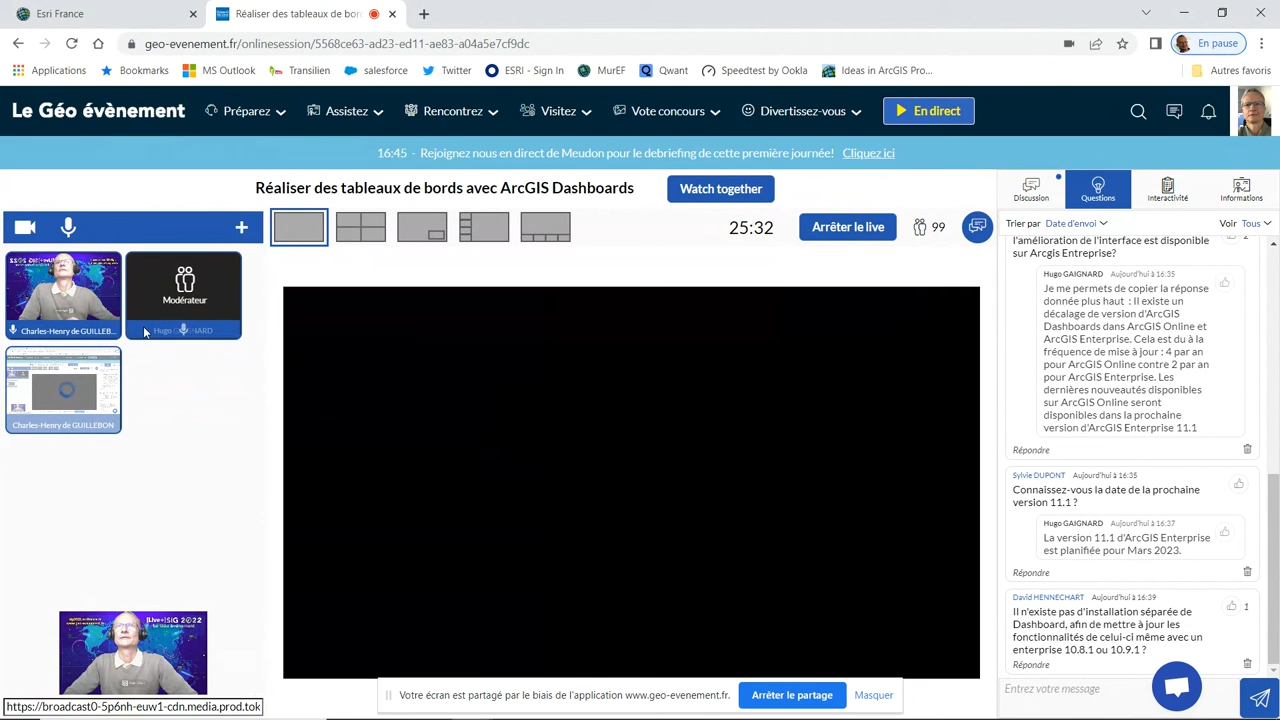 Esri France
Réaliser des tableaux de bor
geo-evenement.fr/onlinesession/5568ce63-ad23-ed11-ae83-a04a5e7cf9dc
En pause
Applications
Bookmarks
MS Outlook
Transilien
salesforce
Twitter
ESRI - Sign In
MurEF
Qwant
Speedtest by Ookla
Ideas in ArcGIS Pro...
Autres favoris
Le Géo évènement
Préparez
Assistez
Rencontrez
Visitez
Vote concours
Divertissez-vous
En direct
16:45 - Rejoignez nous en direct de Meudon pour le debriefing de cette première journée! Cliquez ici
Réaliser des tableaux de bords avec ArcGIS Dashboards
Watch together
Discussion
Questions
Interactivité
Informations
25:32
Arrêter le live
99
Trier par Date d'envoi
Voir Tous
Modérateur
Charles-Henry de GUILLEB...
Charles-Henry de GUILLEBON
l'amélioration de l'interface est disponible
sur Arcgis Entreprise?
2
Hugo GAIGNARD Aujourd'hui à 16:35
Je me permets de copier la réponse
donnée plus haut : Il existe un
décalage de version d'ArcGIS
Dashboards dans ArcGIS Online et
ArcGIS Enterprise. Cela est du à la
fréquence de mise à jour : 4 par an
pour ArcGIS Online contre 2 par an
pour ArcGIS Enterprise. Les
dernières nouveautés disponibles
sur ArcGIS Online seront
disponibles dans la prochaine
version d'ArcGIS Enterprise 11.1
Répondre
Sylvie DUPONT Aujourd'hui à 16:35
Connaissez-vous la date de la prochaine
version 11.1 ?
Hugo GAIGNARD Aujourd'hui à 16:37
La version 11.1 d'ArcGIS Enterprise
est planifiée pour Mars 2023.
Répondre
David HENNECHART Aujourd'hui à 16:39
Il n'existe pas d'installation séparée de
Dashboard, afin de mettre à jour les
fonctionnalités de celui-ci même avec un
enterprise 10.8.1 ou 10.9.1 ?
1
Répondre
Entrez votre message
[Live+]SIG 2022
Votre écran est partagé par le biais de l'application www.geo-evenement.fr.
Arrêter le partage
Masquer
https://broadcast0-5p6nh-euw1-cdn.media.prod.tok